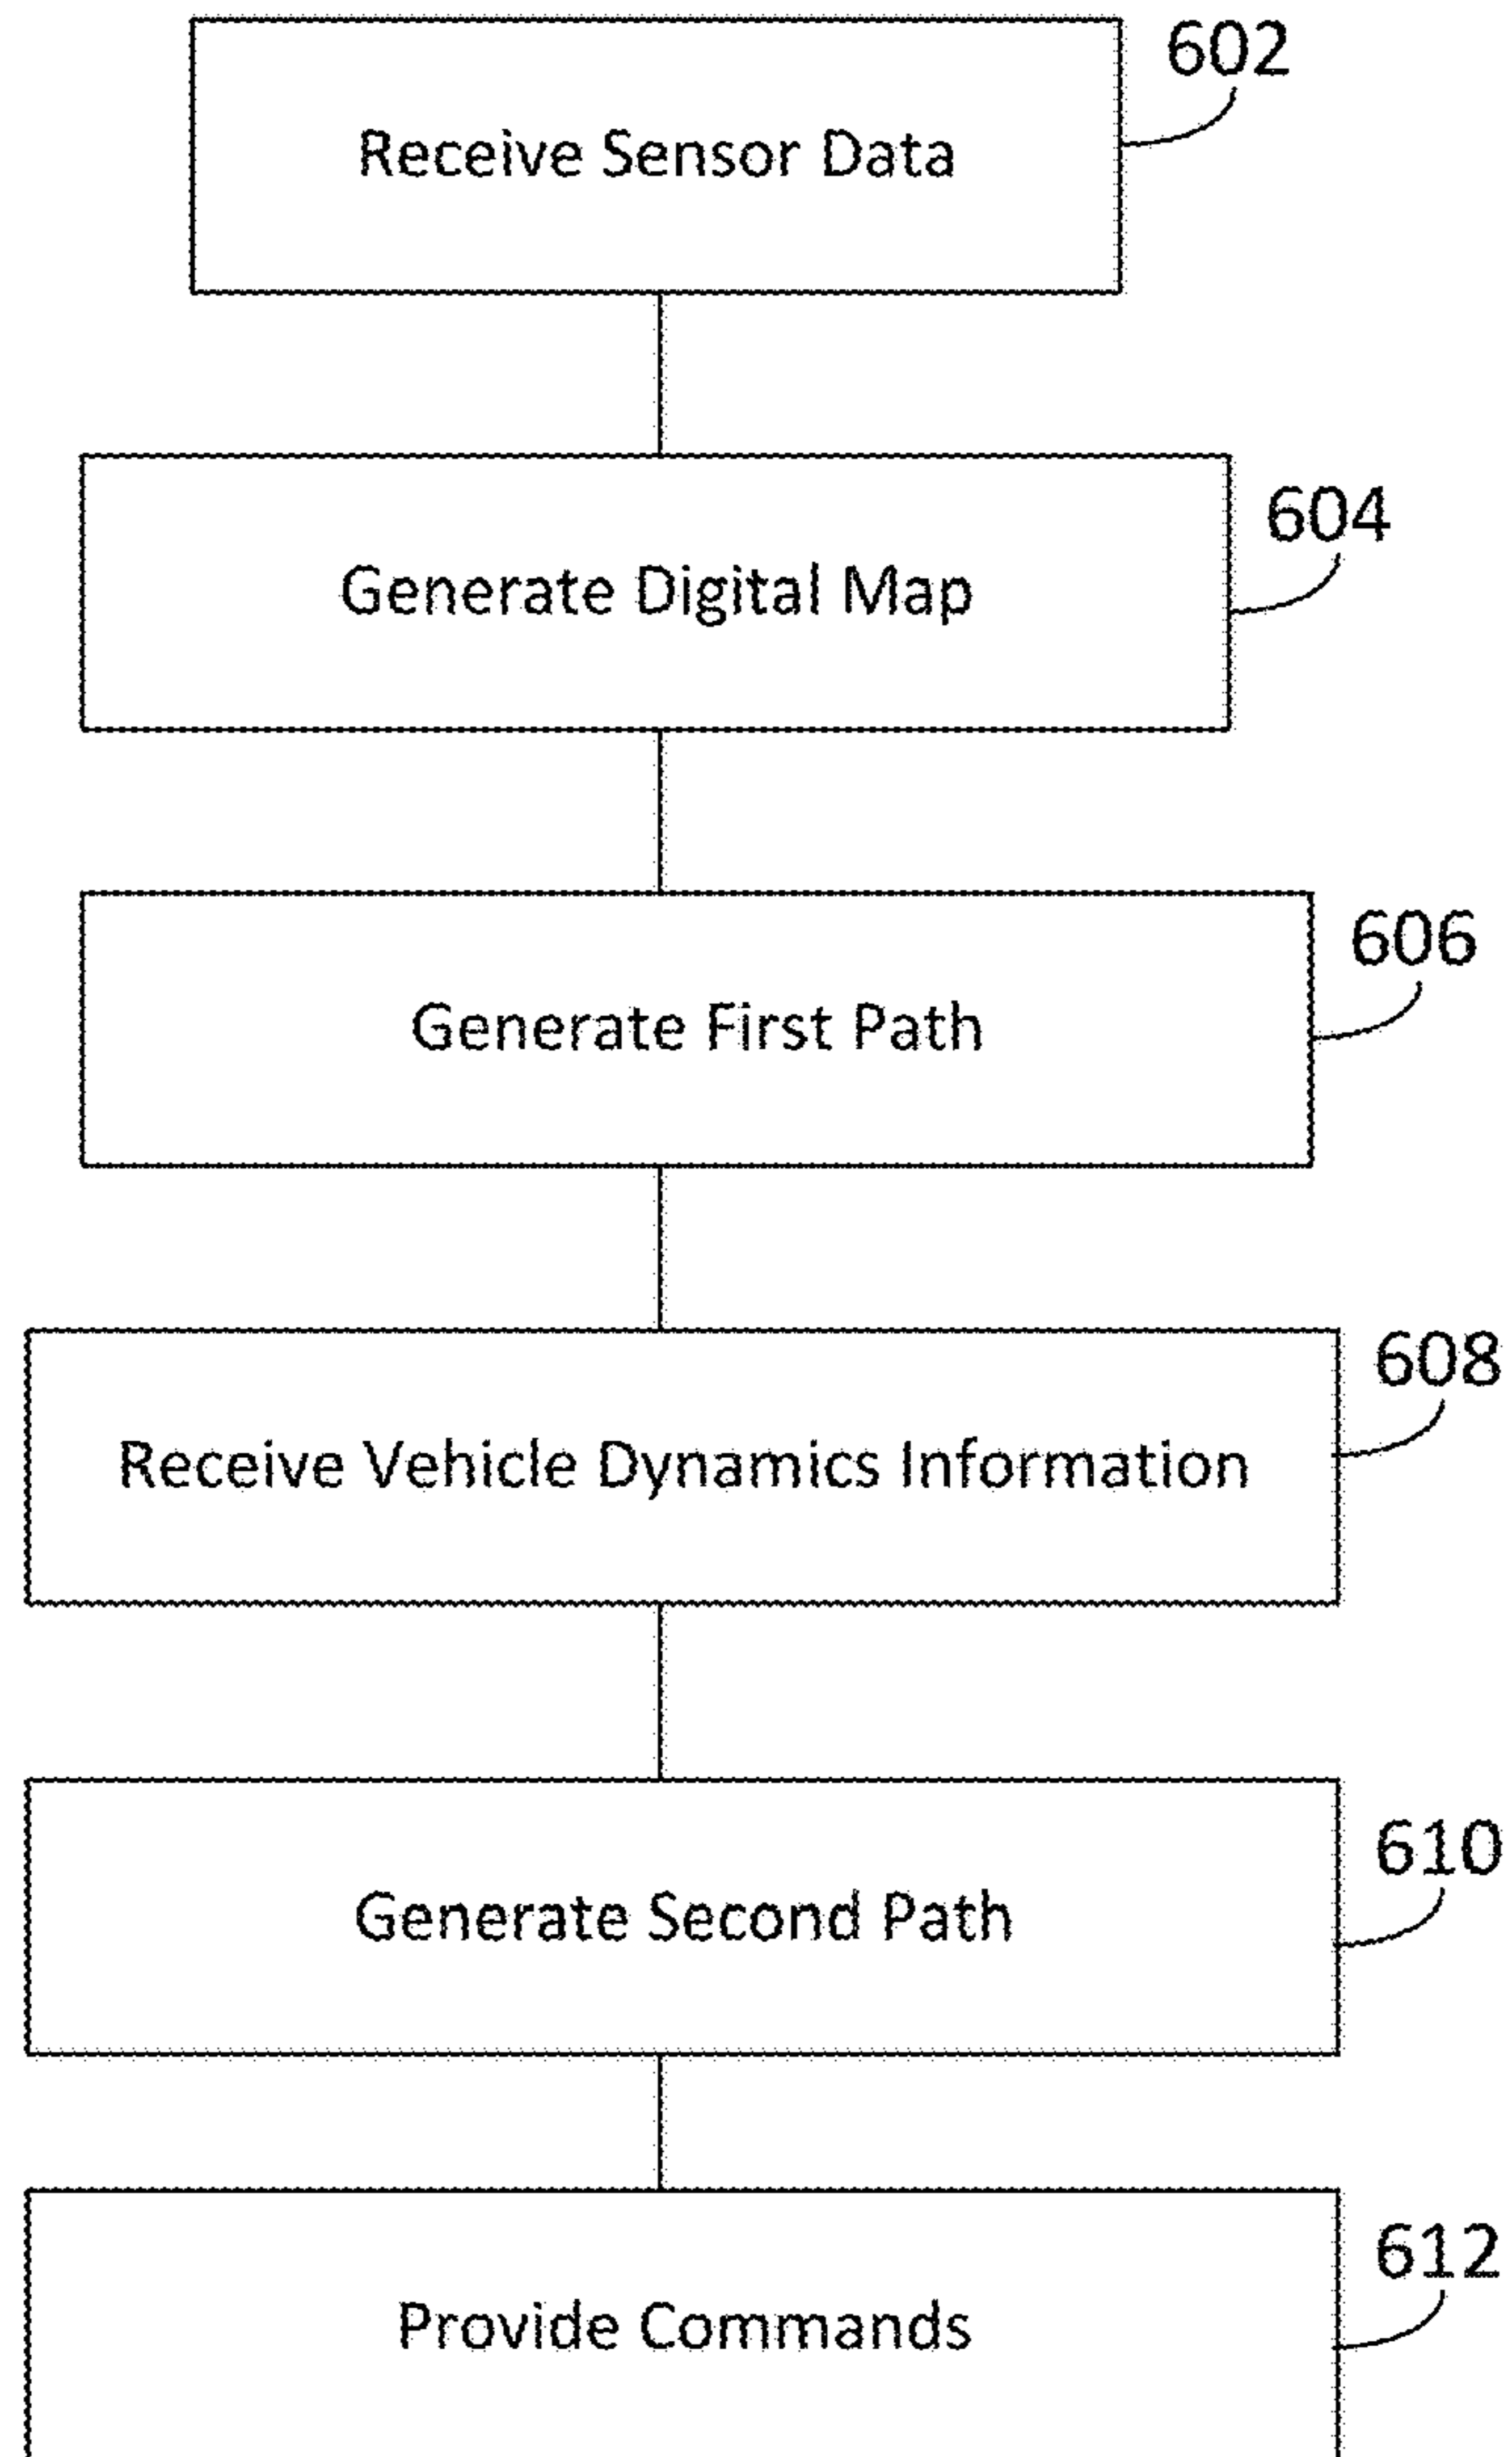 602
Receive Sensor Data
604
Generate Digital Map
606
Generate First Path
608
Receive Vehicle Dynamics Information
610
Generate Second Path
612
Provide Commands